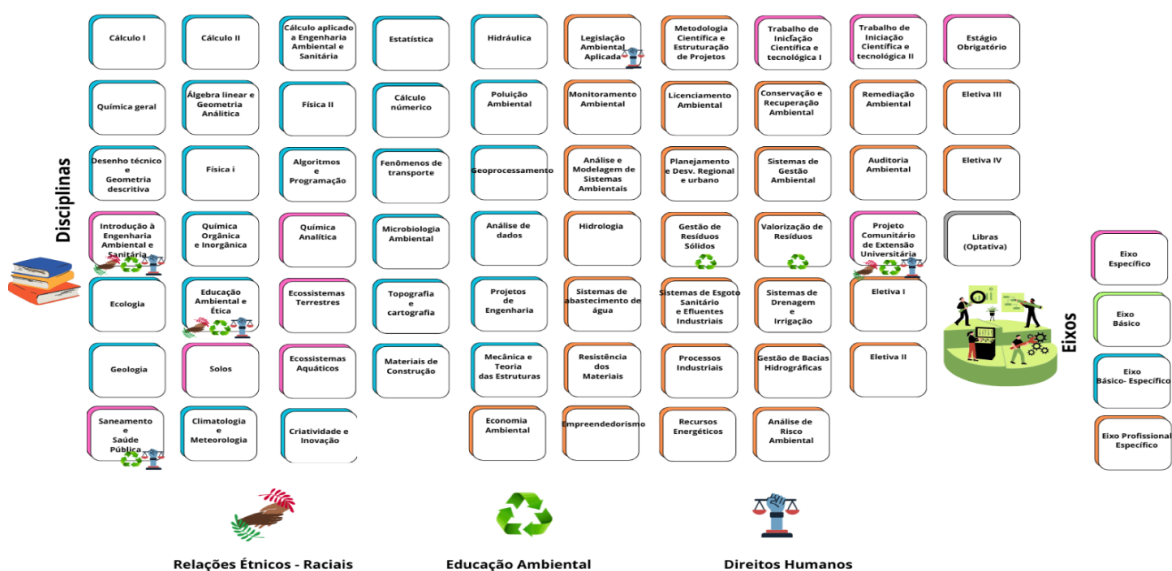 Disciplinas
Cálculo I
Cálculo II
Cálculo aplicado
a Engenharia
Ambiental e
Sanitária
Estatística
Hidráulica
Legislação
Ambiental
Aplicada
Metodologia
Científica e
Estruturação
de Projetos
Trabalho de
Iniciação
Científica e
tecnológica I
Trabalho de
Iniciação
Científica e
tecnológica II
Estágio
Obrigatório
Química geral
Álgebra linear e
Geometria
Análitica
Física II
Cálculo
númerico
Poluição
Ambiental
Monitoramento
Ambiental
Licenciamento
Ambiental
Conservação e
Recuperação
Ambiental
Remediação
Ambiental
Eletiva III
Desenho técnico
e
Geometria
descritiva
Física i
Algoritmos
e
Programação
Fenômenos de
transporte
Geoprocessamento
Análise e
Modelagem de
Sistemas
Ambientais
Planejamento
e Desv. Regional
e urbano
Sistemas de
Gestão
Ambiental
Auditoria
Ambiental
Eletiva IV
Introdução à
Engenharia
Ambiental e
Sanitária
Química
Orgânica
e Inorgânica
Química
Analítica
Microbiologia
Ambiental
Análise de
dados
Hidrologia
Gestão de
Resíduos
Sólidos
Valorização de
Resíduos
Projeto
Comunitário
de Extensão
Universitária
Libras
(Optativa)
Ecologia
Educação
Ambiental e
Ética
Ecossistemas
Terrestres
Topografia
e
cartografia
Projetos
de
Engenharia
Sistemas de
abastecimento de
água
Sistemas de Esgoto
Sanitário
e Efluentes
Industriais
Sistemas de
Drenagem
e
Irrigação
Eletiva I
Geologia
Solos
Ecossistemas
Aquáticos
Materiais de
Construção
Mecânica e
Teoria
das Estruturas
Resistência
dos
Materiais
Processos
Industriais
Gestão de Bacias
Hidrográficas
Eletiva II
Saneamento
e
Saúde
Pública
Climatologia
e
Meteorologia
Criatividade e
Inovação
Economia
Ambiental
Empreendedorismo
Recursos
Energéticos
Análise de
Risco
Ambiental
Eixos
Eixo
Específico
Eixo
Básico
Eixo
Básico- Específico
Eixo Profissional
Específico
Relações Étnicos - Raciais
Educação Ambiental
Direitos Humanos